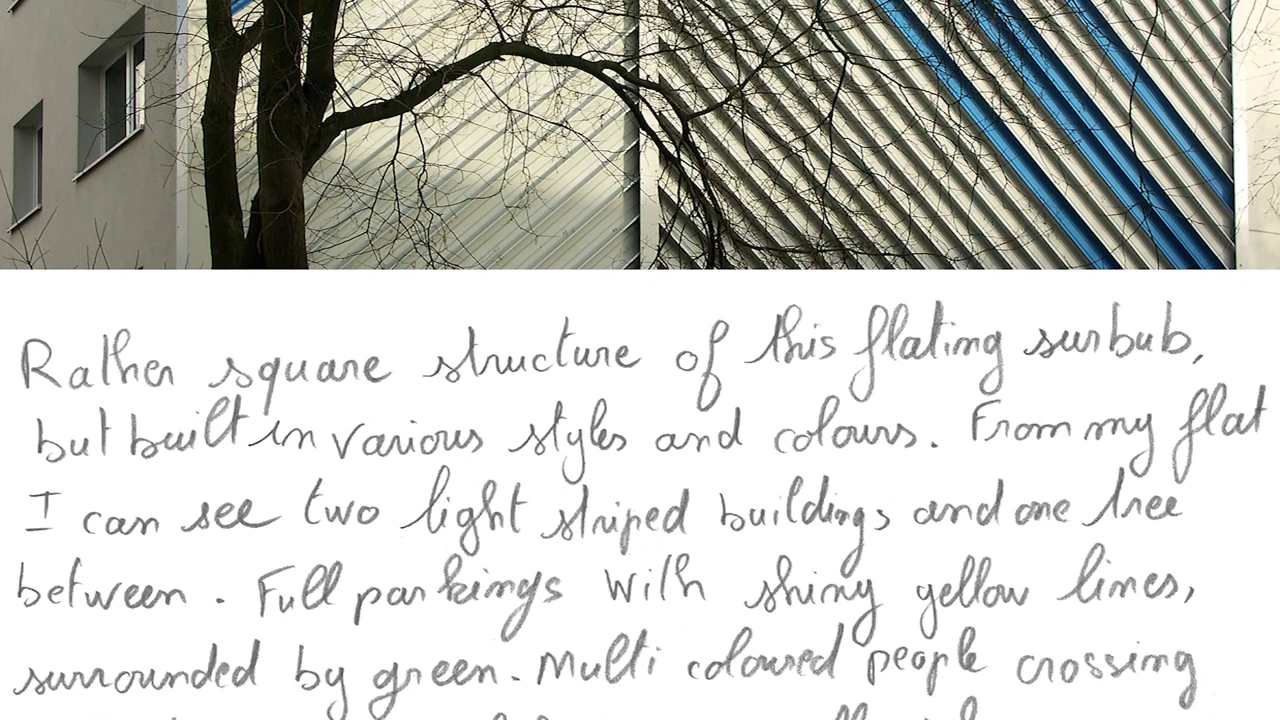 Rather square structure of this flating surbub,
but built in various styles and colours. From my flat
I can see two light striped buildings and one tree
between. Full parkings with shiny yellow lines,
surrounded by green. Multi coloured people crossing